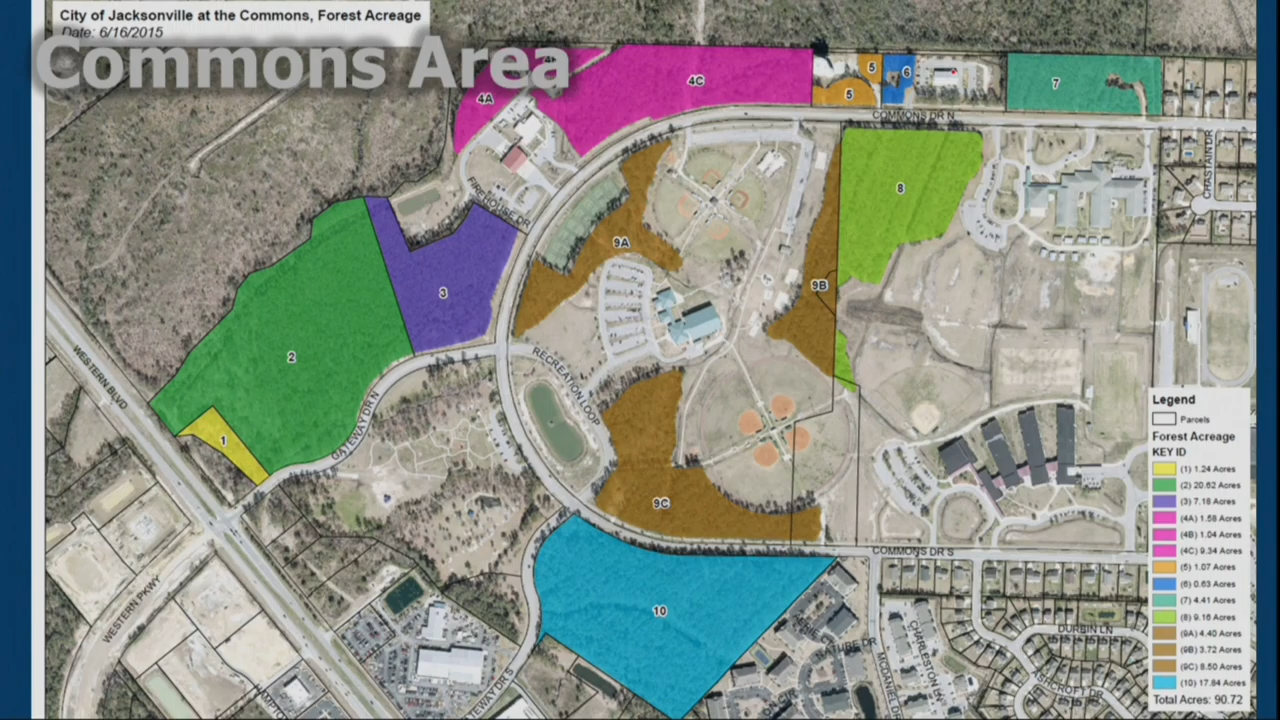 City of Jacksonville at the Commons, Forest Acreage
Date: 6/16/2015
Commons Area
4A
4C
5
5
6
7
COMMONS DR N
CHASTAIN DR
FIREHOUSE DR
8
9A
3
9B
2
WESTERN BLVD
RECREATION LOOP
1
GATEWAY DR N
9C
COMMONS DR S
WESTERN PKWY
10
DURBIN LN
ASHCROFT DR
Legend
Parcels
Forest Acreage
KEY ID
(1) 1.24 Acres
(2) 20.62 Acres
(3) 7.18 Acres
(4A) 1.58 Acres
(4B) 1.04 Acres
(4C) 9.34 Acres
(5) 1.07 Acres
(6) 0.63 Acres
(7) 4.41 Acres
(8) 9.16 Acres
(9A) 4.40 Acres
(9B) 3.72 Acres
(9C) 8.50 Acres
(10) 17.84 Acres
Total Acres: 90.72